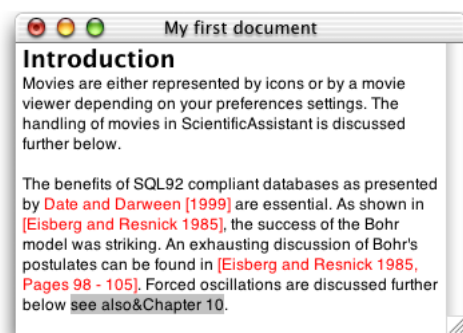 My first document
Introduction
Movies are either represented by icons or by a movie
viewer depending on your preferences settings. The
handling of movies in ScientificAssistant is discussed
further below.
The benefits of SQL92 compliant databases as presented
by Date and Darween [1999] are essential. As shown in
[Eisberg and Resnick 1985], the success of the Bohr
model was striking. An exhausting discussion of Bohr's
postulates can be found in [Eisberg and Resnick 1985,
Pages 98 - 105]. Forced oscillations are discussed further
below see also&Chapter 10.